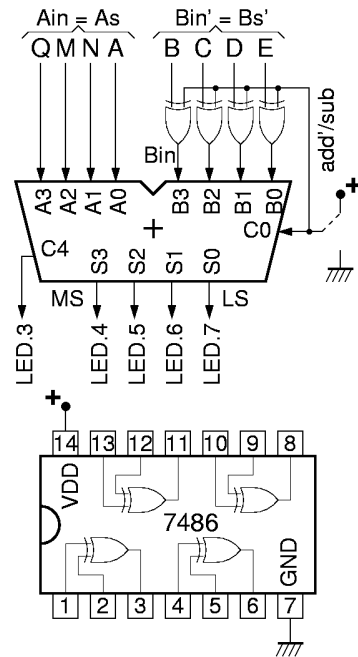 Ain = As Bin' = Bs'
Q M N A B C D E
add'/sub
Bin
+
A3 A2 A1 A0 B3 B2 B1 B0
+
C0
C4
S3 S2 S1 S0
MS LS
LED.3 LED.4 LED.5 LED.6 LED.7
+
14 13 12 11 10 9 8
VDD
7486
GND
1 2 3 4 5 6 7